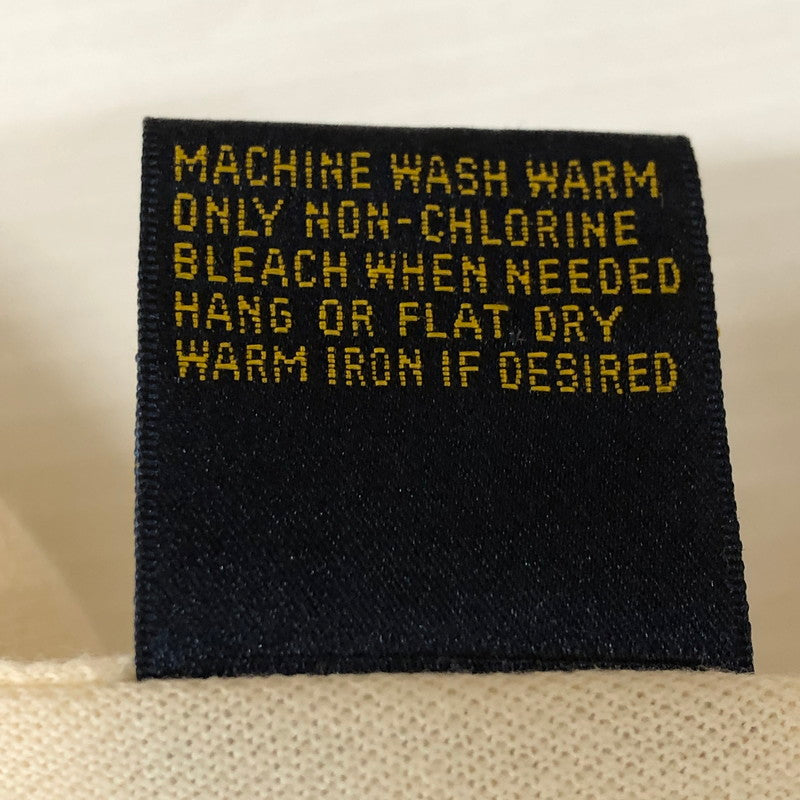 MACHINE WASH WARM
ONLY NON-CHLORINE
BLEACH WHEN NEEDED
HANG OR FLAT DRY
WARM IRON IF DESIRED